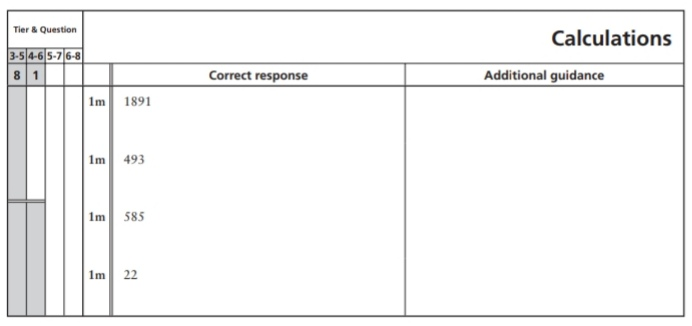 Tier & Question
Calculations
3-5 4-6 5-7 6-8
8 1 Correct response Additional guidance
1m 1891
1m 493
1m 585
1m 22